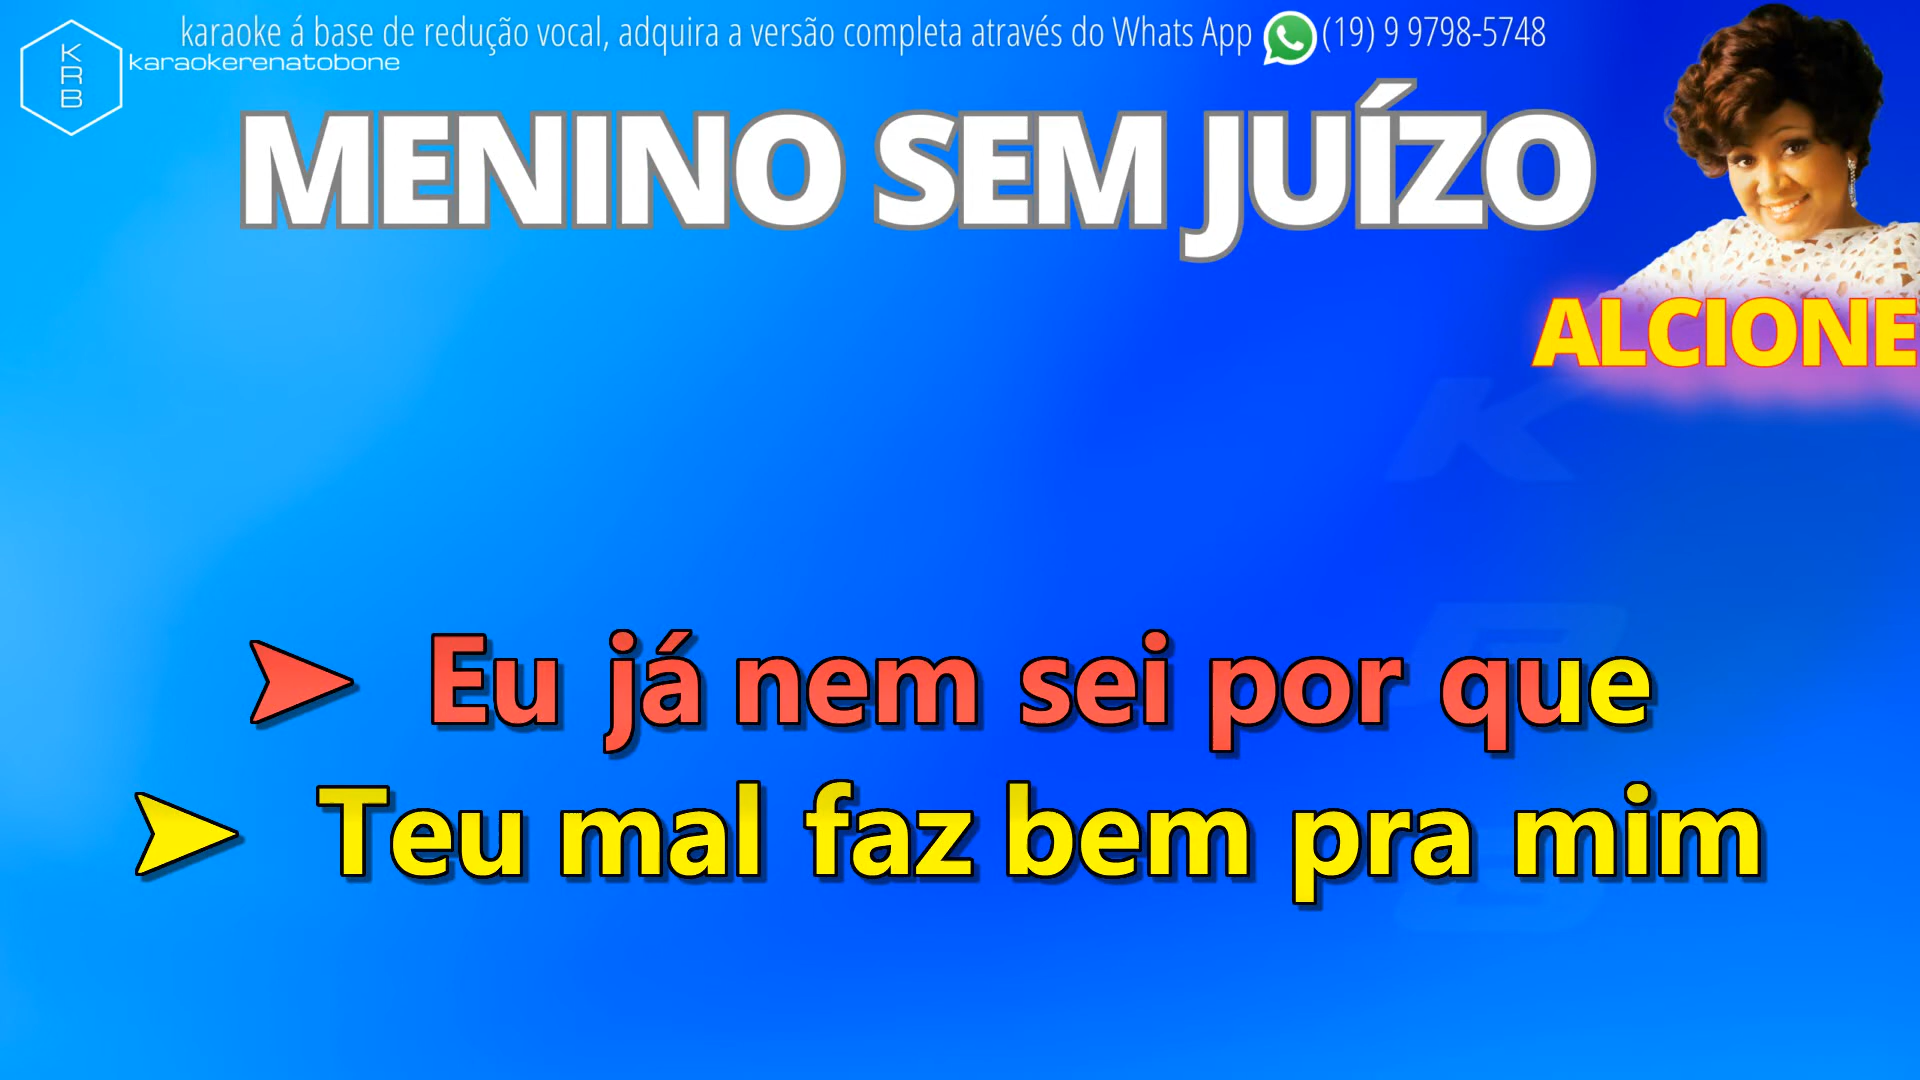 karaoke á base de redução vocal, adquira a versão completa através do Whats App (19) 9 9798-5748
KRB
karaokerenatobone
MENINO SEM JUÍZO
ALCIONE
K
B
➤ Eu já nem sei por que
➤ Teu mal faz bem pra mim